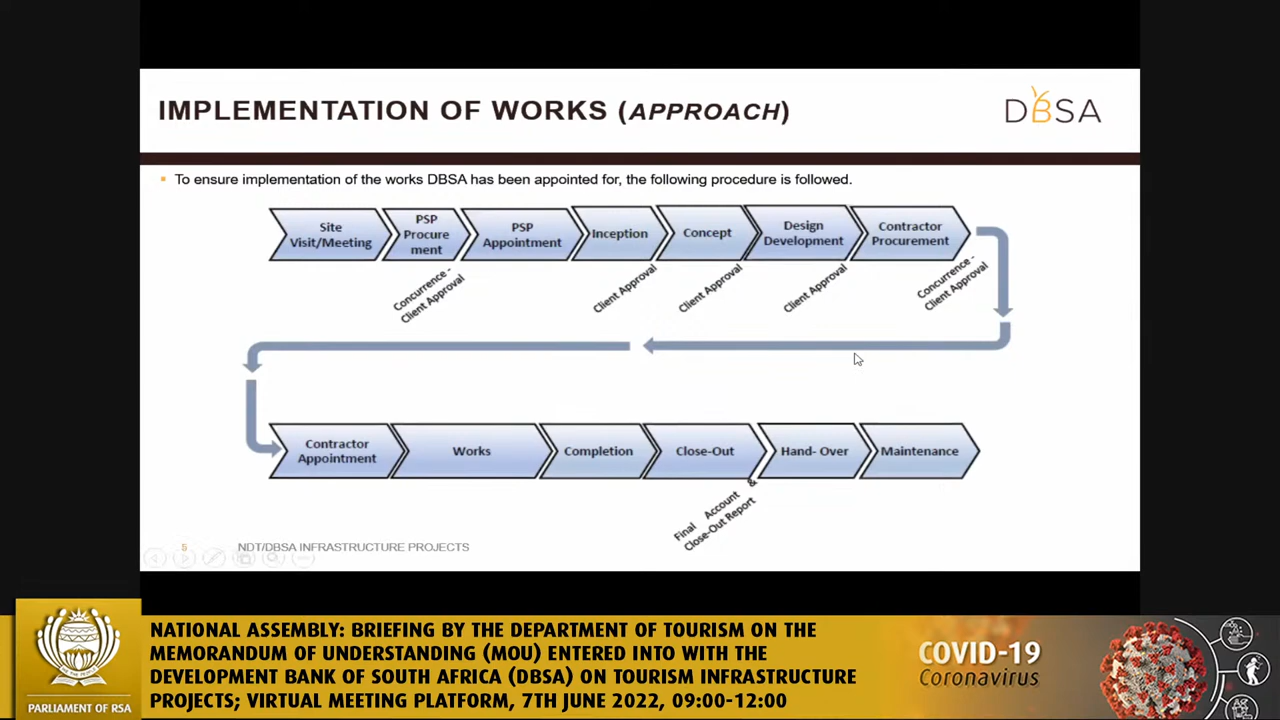 IMPLEMENTATION OF WORKS (APPROACH)
DBSA
To ensure implementation of the works DBSA has been appointed for, the following procedure is followed.
Site
Visit/Meeting
PSP
Procure
ment
PSP
Appointment
Inception
Concept
Design
Development
Contractor
Procurement
Concurrence -
Client Approval
Client Approval
Client Approval
Client Approval
Concurrence -
Client Approval
Contractor
Appointment
Works
Completion
Close-Out
Hand- Over
Maintenance
Final Account &
Close-Out Report
5
NDT/DBSA INFRASTRUCTURE PROJECTS
PARLIAMENT OF RSA
NATIONAL ASSEMBLY: BRIEFING BY THE DEPARTMENT OF TOURISM ON THE
MEMORANDUM OF UNDERSTANDING (MOU) ENTERED INTO WITH THE
DEVELOPMENT BANK OF SOUTH AFRICA (DBSA) ON TOURISM INFRASTRUCTURE
PROJECTS; VIRTUAL MEETING PLATFORM, 7TH JUNE 2022, 09:00-12:00
COVID-19
Coronavirus